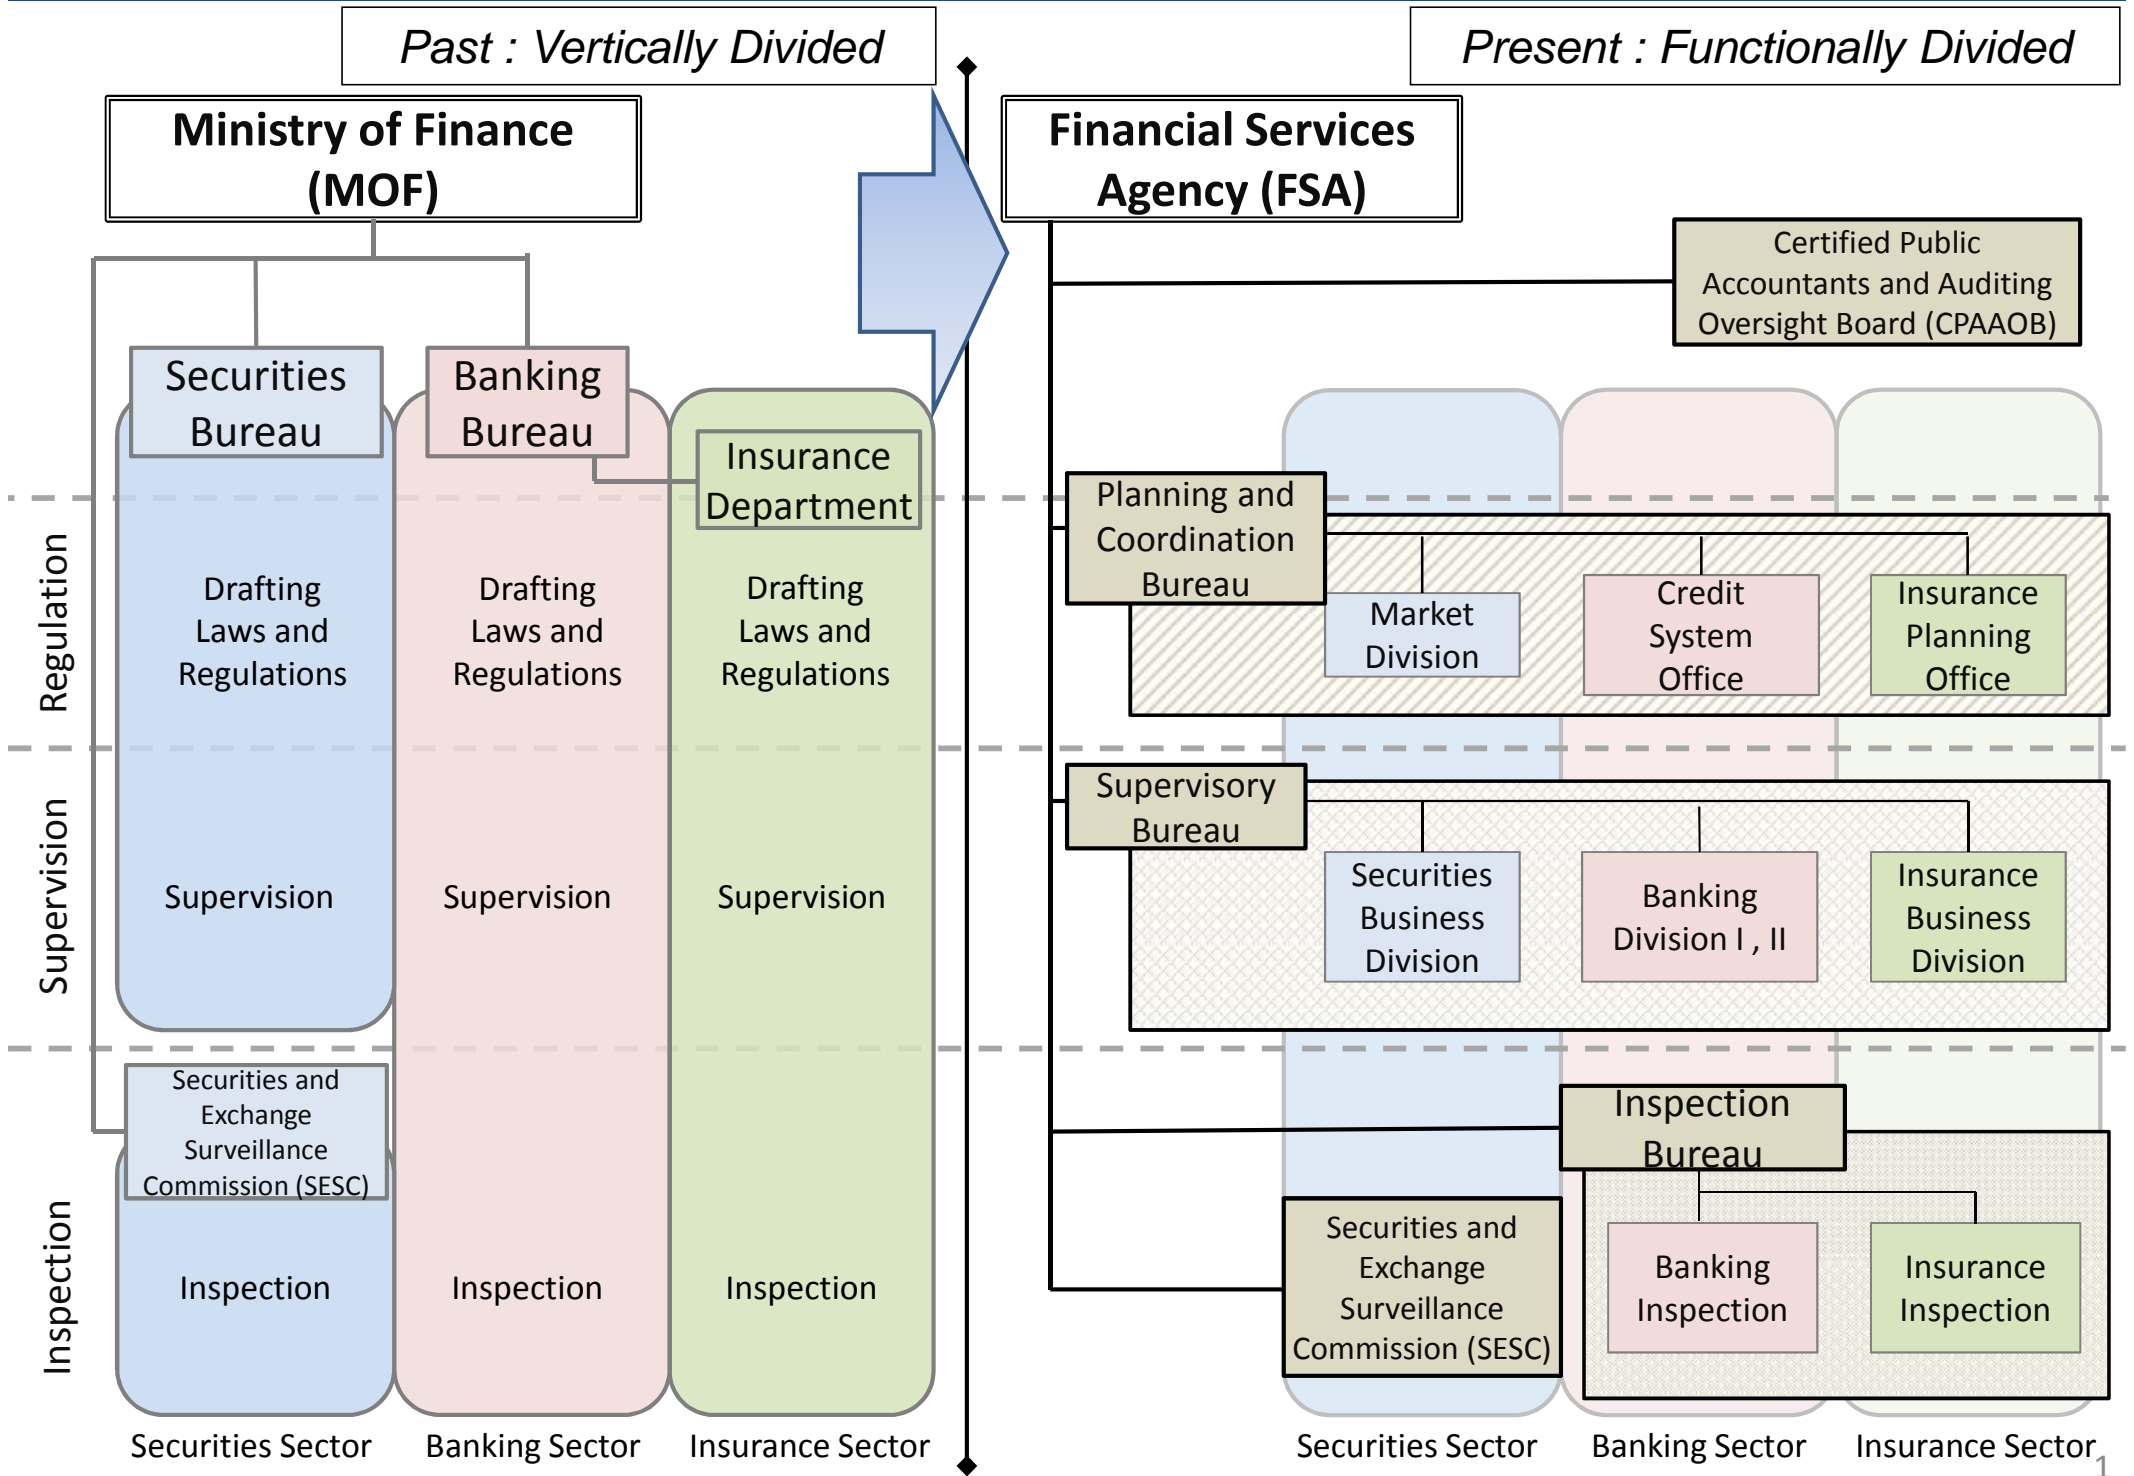 Past : Vertically Divided
Present : Functionally Divided
Ministry of Finance
(MOF)
Financial Services
Agency (FSA)
Certified Public
Accountants and Auditing
Oversight Board (CPAAOB)
Securities
Bureau
Banking
Bureau
Insurance
Department
Regulation
Drafting
Laws and
Regulations
Drafting
Laws and
Regulations
Drafting
Laws and
Regulations
Planning and
Coordination
Bureau
Market
Division
Credit
System
Office
Insurance
Planning
Office
Supervision
Supervision
Supervision
Supervision
Supervisory
Bureau
Securities
Business
Division
Banking
Division I , II
Insurance
Business
Division
Inspection
Securities and
Exchange
Surveillance
Commission (SESC)
Inspection
Inspection
Inspection
Inspection
Bureau
Securities and
Exchange
Surveillance
Commission (SESC)
Banking
Inspection
Insurance
Inspection
Securities Sector
Banking Sector
Insurance Sector
Securities Sector
Banking Sector
Insurance Sector
1